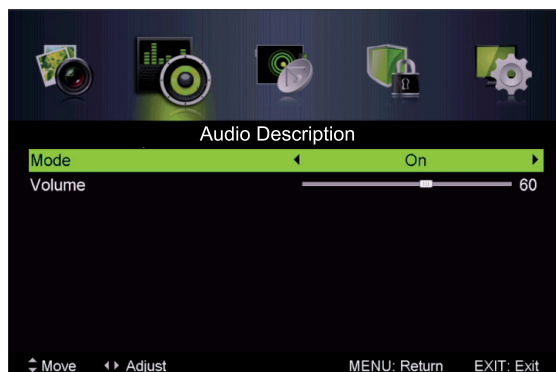 Audio Description
Mode On
Volume 60
Move Adjust MENU: Return EXIT: Exit